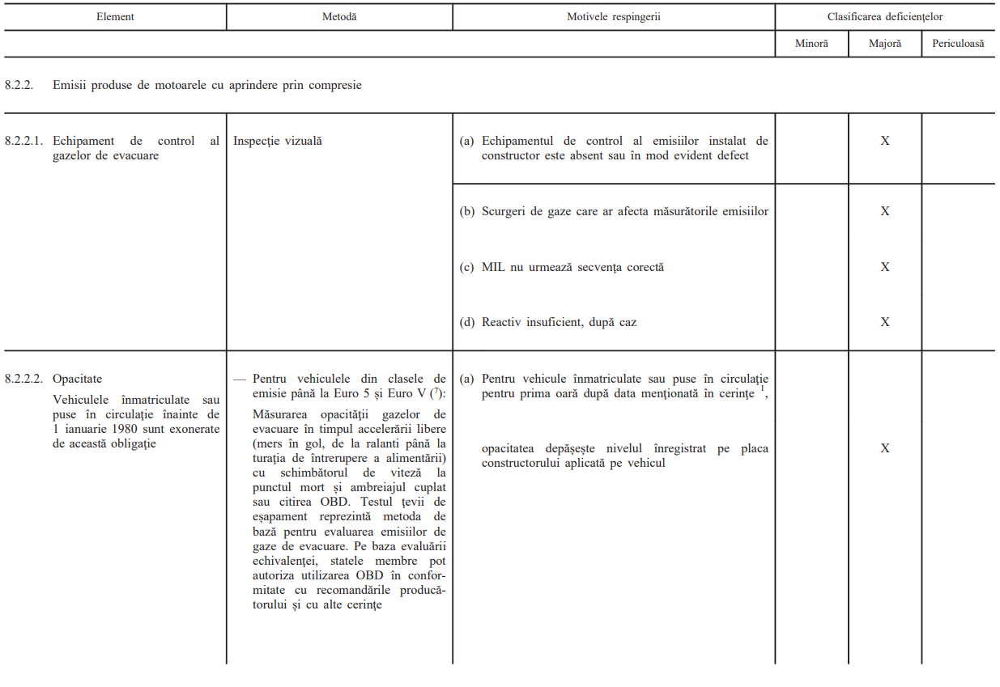 Element Metodă Motivele respingerii Clasificarea deficiențelor
Minoră Majoră Periculoasă
8.2.2. Emisii produse de motoarele cu aprindere prin compresie
8.2.2.1. Echipament de control al
gazelor de evacuare
Inspecție vizuală
(a) Echipamentul de control al emisiilor instalat de
constructor este absent sau în mod evident defect
X
(b) Scurgeri de gaze care ar afecta măsurătorile emisiilor
X
(c) MIL nu urmează secvența corectă
X
(d) Reactiv insuficient, după caz
X
8.2.2.2. Opacitate
Vehiculele înmatriculate sau
puse în circulație înainte de
1 ianuarie 1980 sunt exonerate
de această obligație
— Pentru vehiculele din clasele de
emisie până la Euro 5 și Euro V (7):
Măsurarea opacității gazelor de
evacuare în timpul accelerării libere
(mers în gol, de la ralanti până la
turația de întrerupere a alimentării)
cu schimbătorul de viteză la
punctul mort și ambreiajul cuplat
sau citirea OBD. Testul țevii de
eșapament reprezintă metoda de
bază pentru evaluarea emisiilor de
gaze de evacuare. Pe baza evaluării
echivalenței, statele membre pot
autoriza utilizarea OBD în confor-
mitate cu recomandările producă-
torului și cu alte cerințe
(a) Pentru vehicule înmatriculate sau puse în circulație
pentru prima oară după data menționată în cerințe 1,
opacitatea depășește nivelul înregistrat pe placa
constructorului aplicată pe vehicul
X